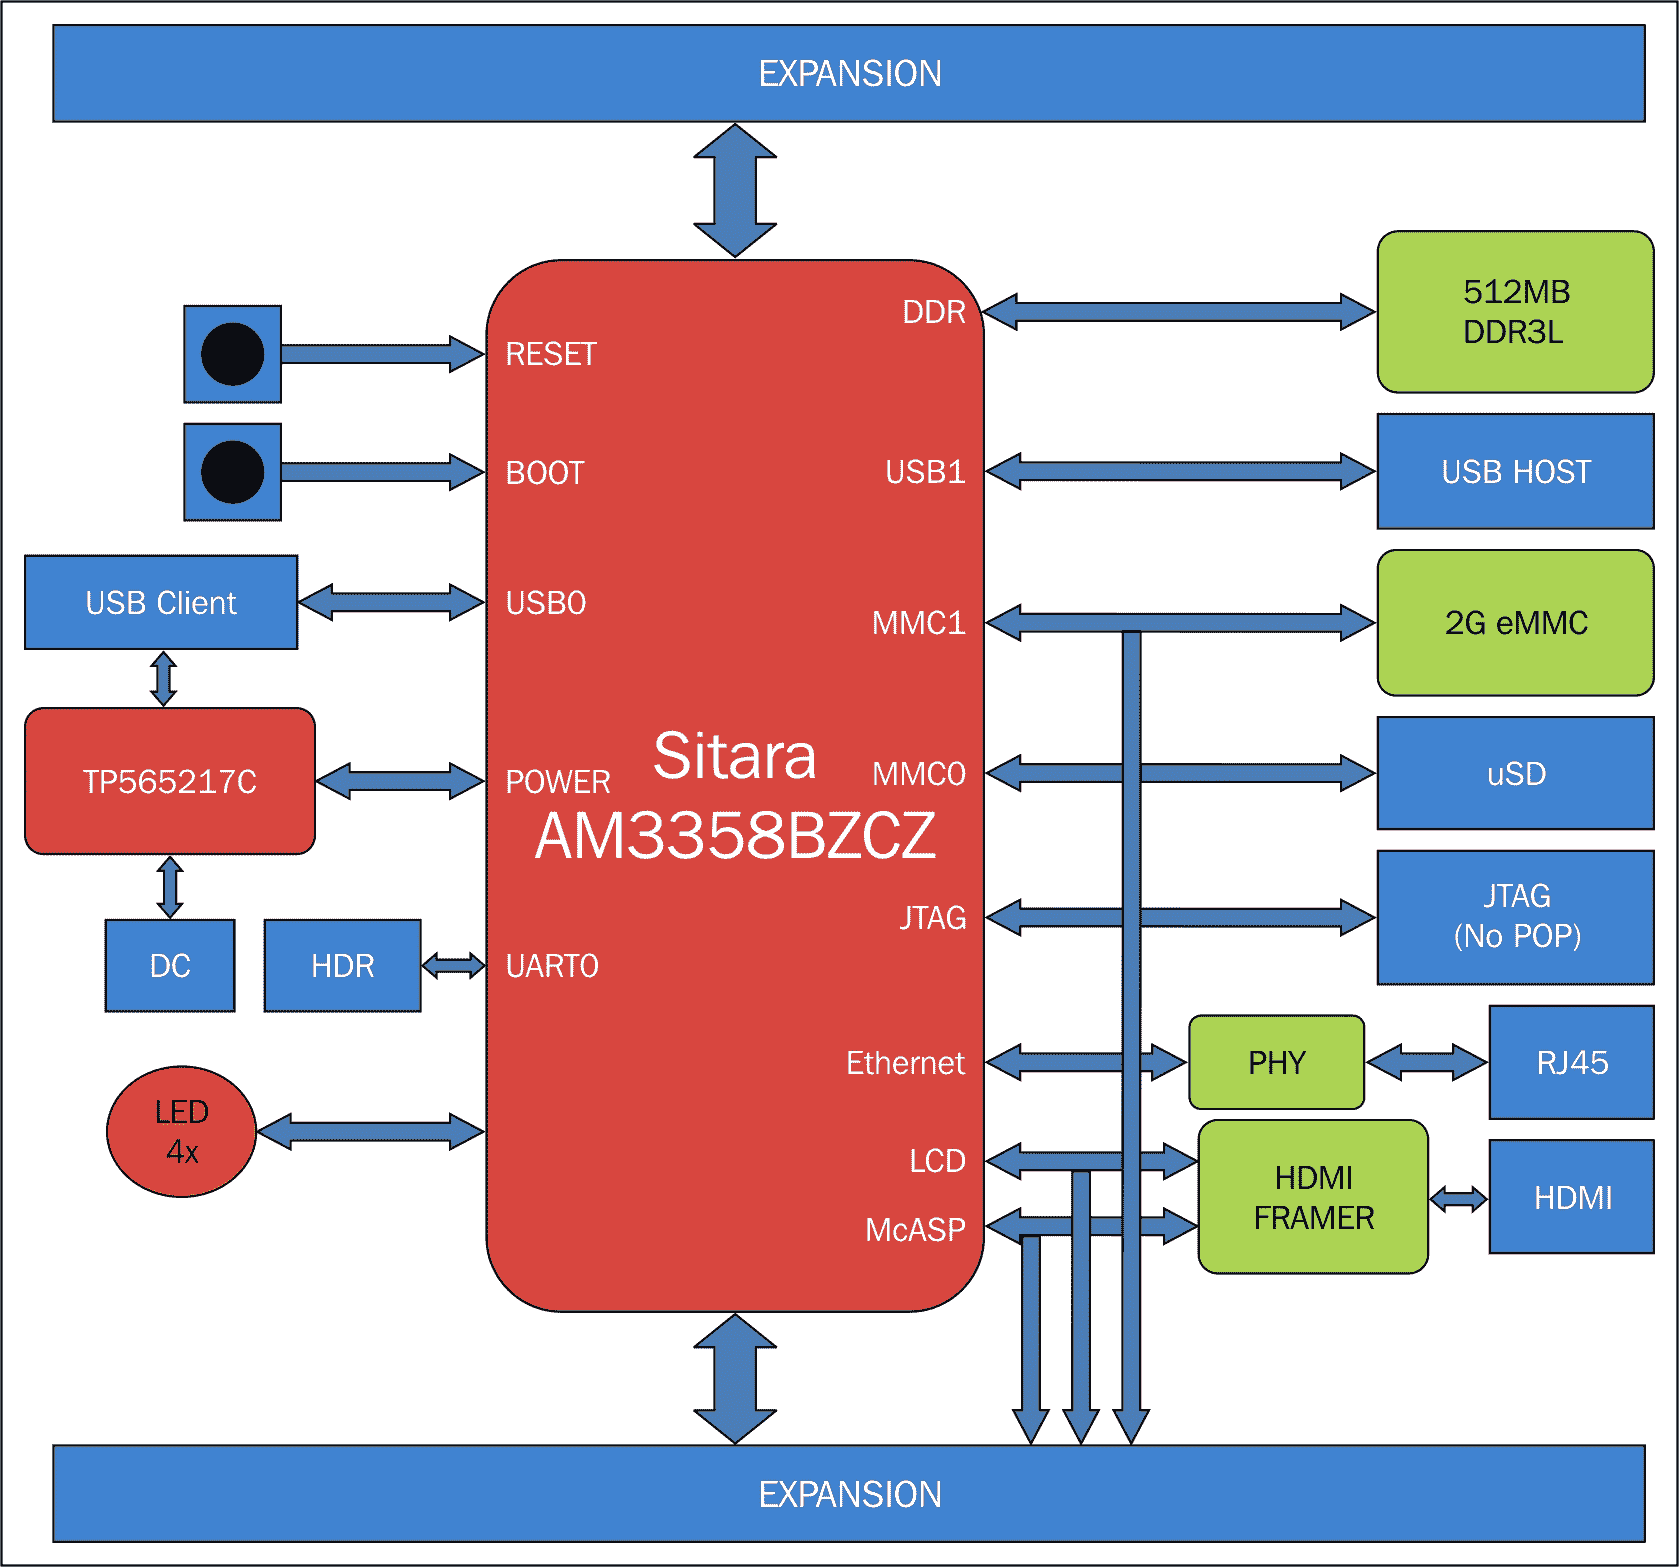 EXPANSION
RESET
BOOT
USB Client
USB0
TP565217C
POWER
DC
HDR
UART0
LED
4x
Sitara
AM3358BZCZ
DDR
USB1
MMC1
MMC0
JTAG
Ethernet
LCD
McASP
512MB
DDR3L
USB HOST
2G eMMC
uSD
JTAG
(No POP)
PHY
RJ45
HDMI
FRAMER
HDMI
EXPANSION